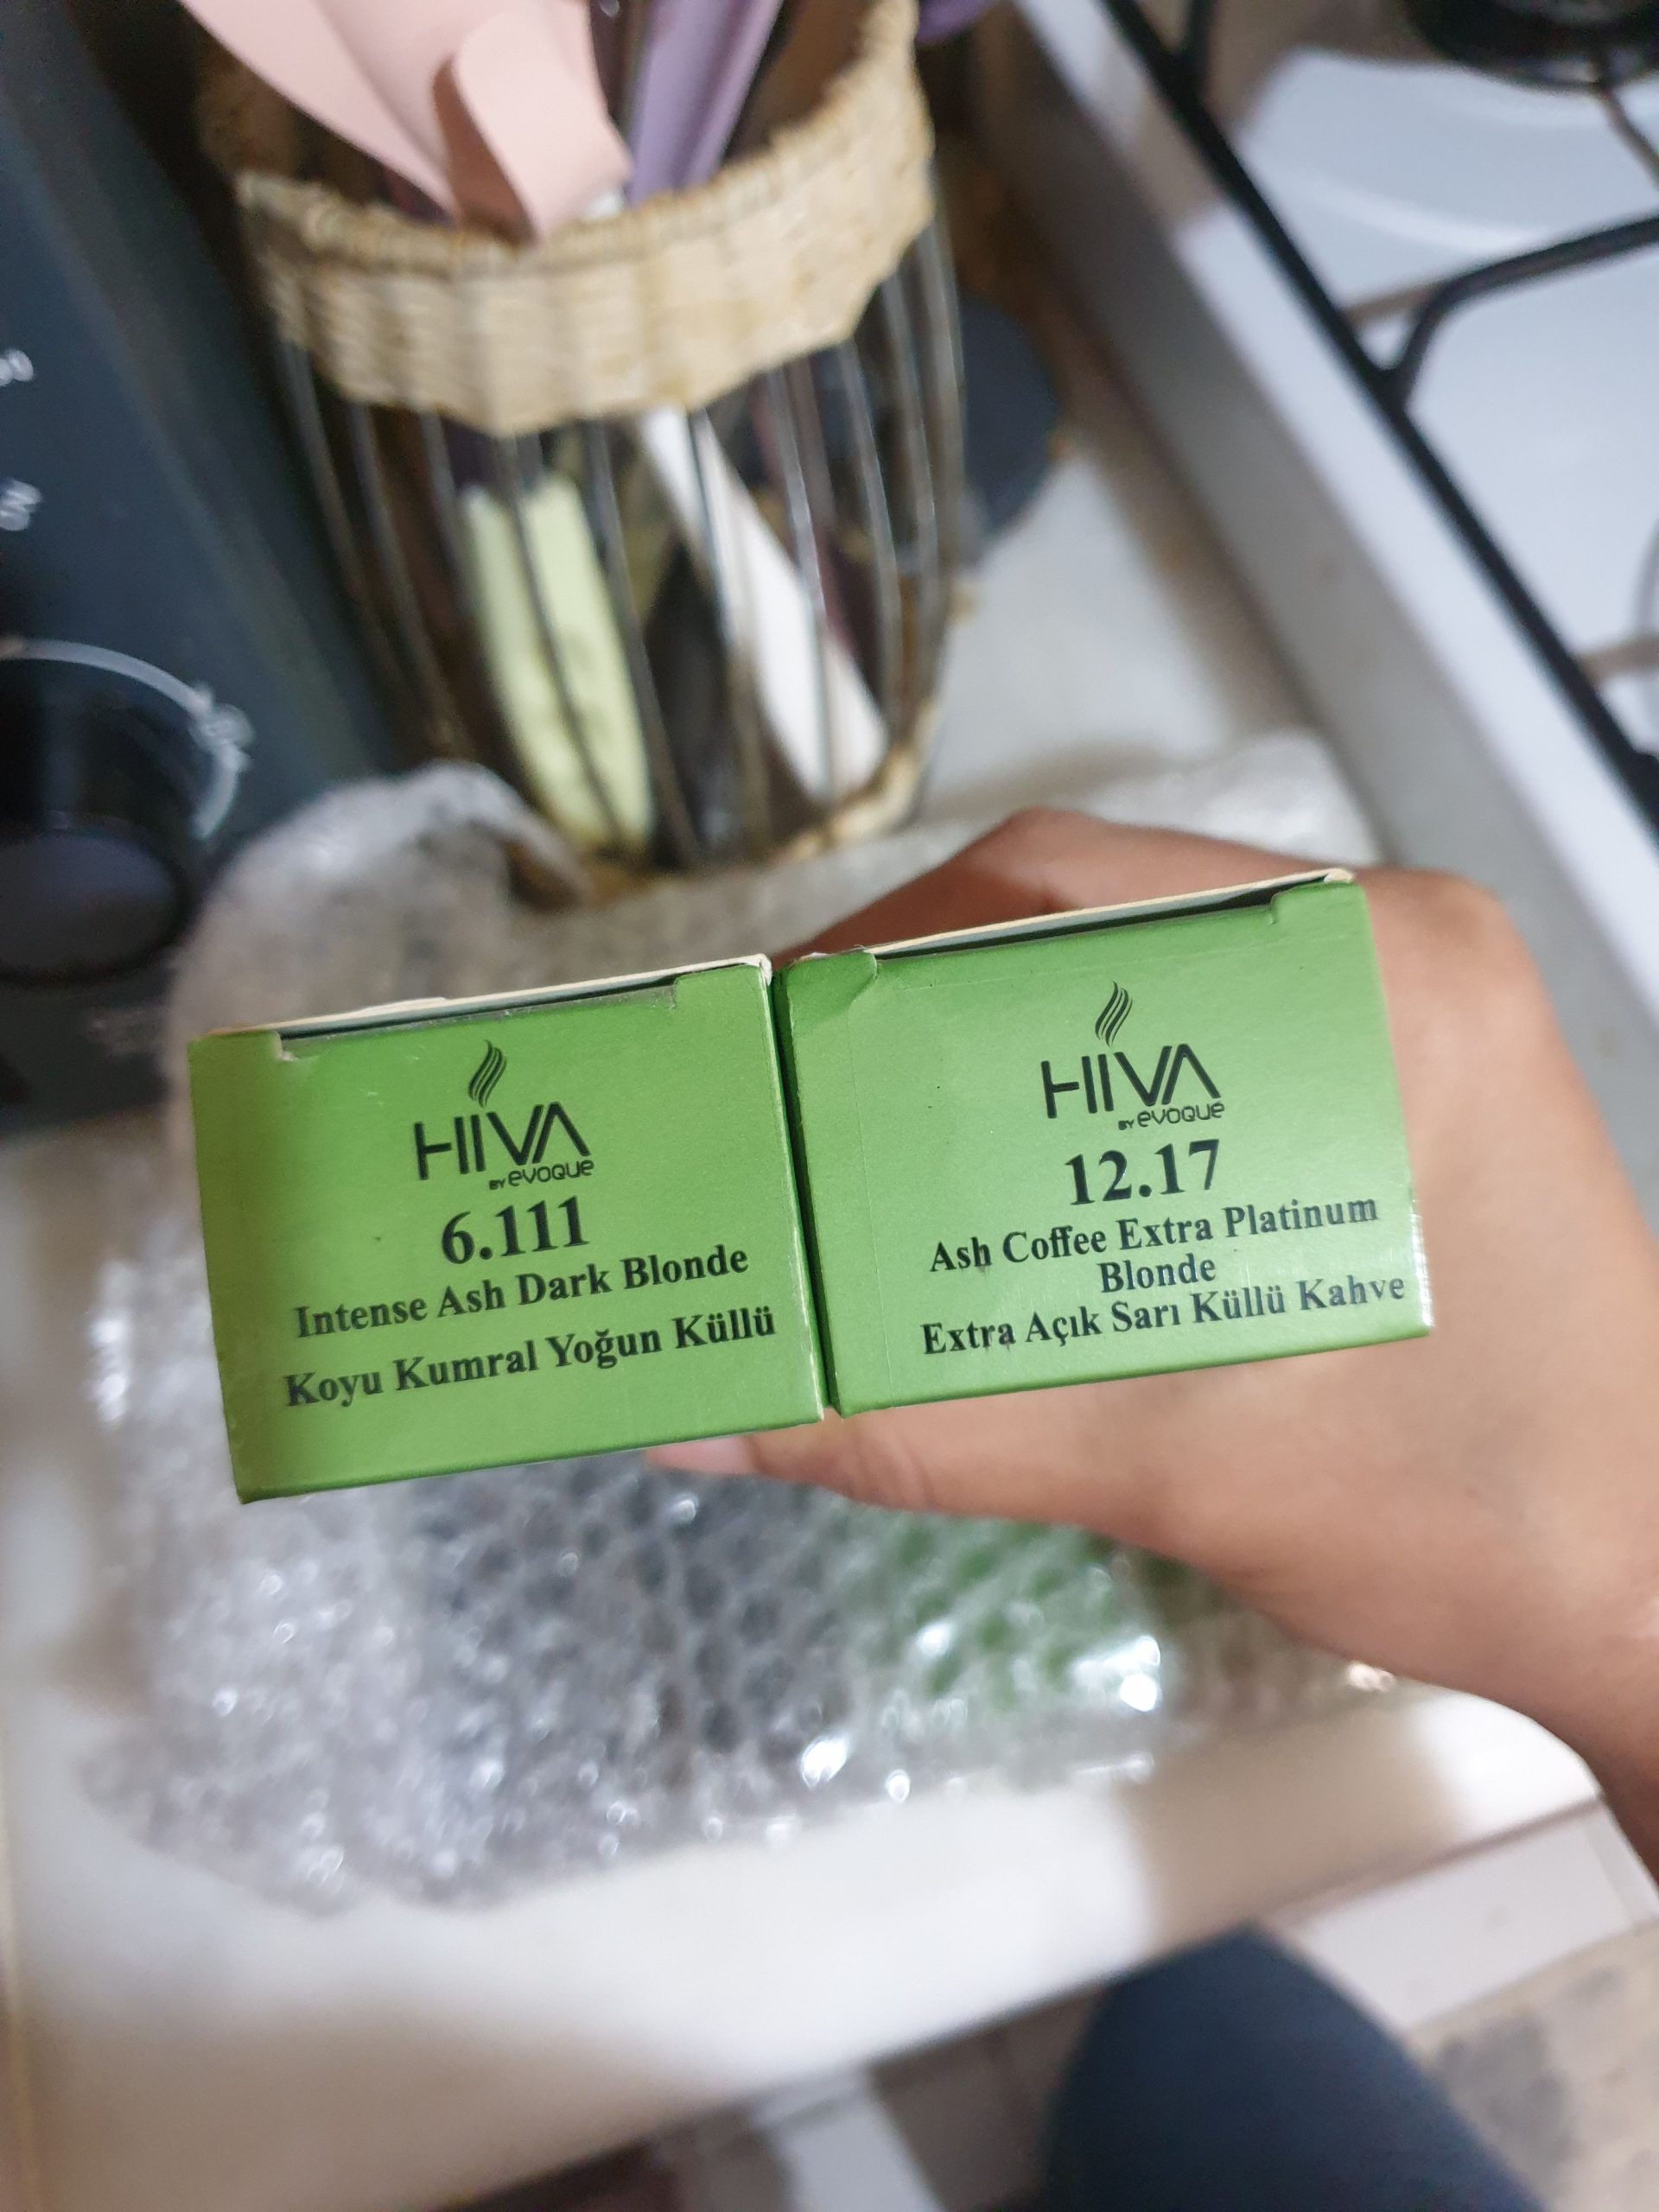 HIVA
BY evoque
6.111
Intense Ash Dark Blonde
Koyu Kumral Yoğun Küllü
HIVA
BY evoque
12.17
Ash Coffee Extra Platinum
Blonde
Extra Açık Sarı Küllü Kahve